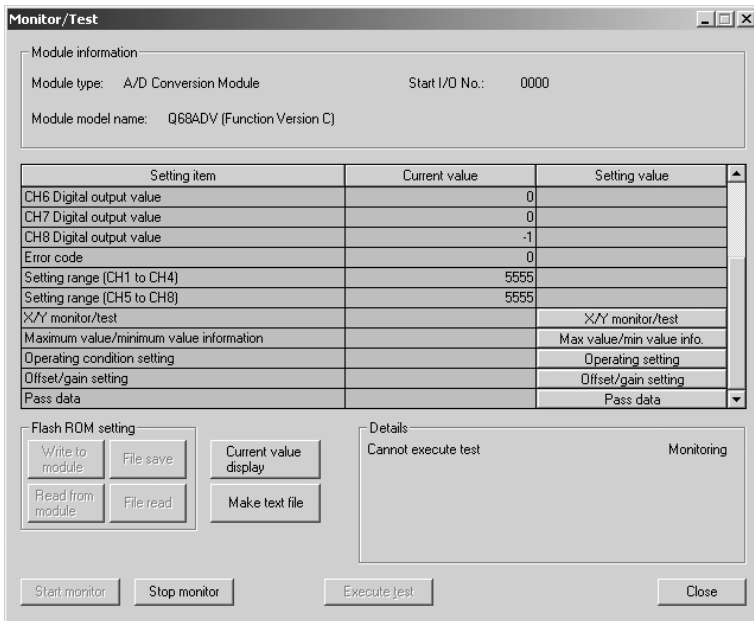 Monitor/Test
Module information
Module type: A/D Conversion Module Start I/O No.: 0000
Module model name: Q68ADV (Function Version C)
Setting item Current value Setting value
CH6 Digital output value 0
CH7 Digital output value 0
CH8 Digital output value -1
Error code 0
Setting range (CH1 to CH4) 5555
Setting range (CH5 to CH8) 5555
X/Y monitor/test X/Y monitor/test
Maximum value/minimum value information Max value/min value info.
Operating condition setting Operating setting
Offset/gain setting Offset/gain setting
Pass data Pass data
Flash ROM setting
Write to
module
File save
Read from
module
File read
Current value
display
Make text file
Details
Cannot execute test Monitoring
Start monitor Stop monitor Execute test Close